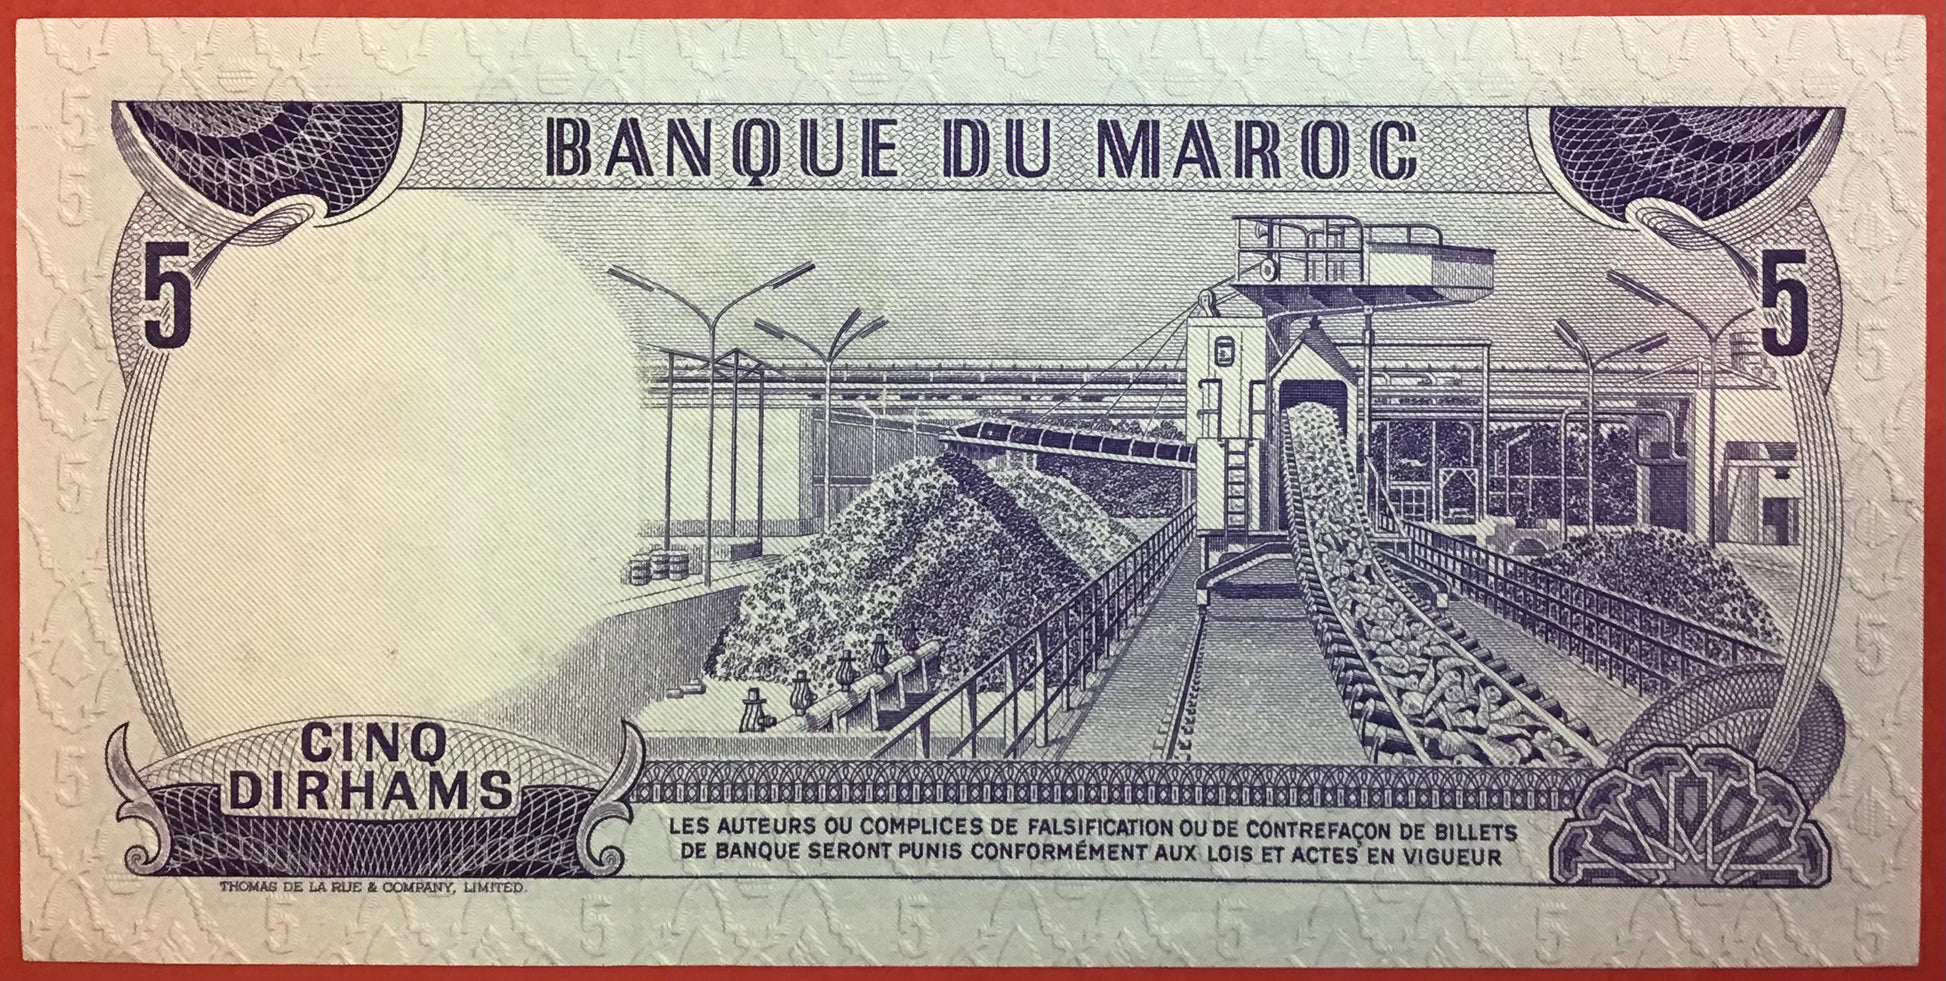 BANQUE DU MAROC
5
5
CINQ
DIRHAMS
LES AUTEURS OU COMPLICES DE FALSIFICATION OU DE CONTREFAÇON DE BILLETS
DE BANQUE SERONT PUNIS CONFORMÉMENT AUX LOIS ET ACTES EN VIGUEUR
THOMAS DE LA RUE & COMPANY, LIMITED.